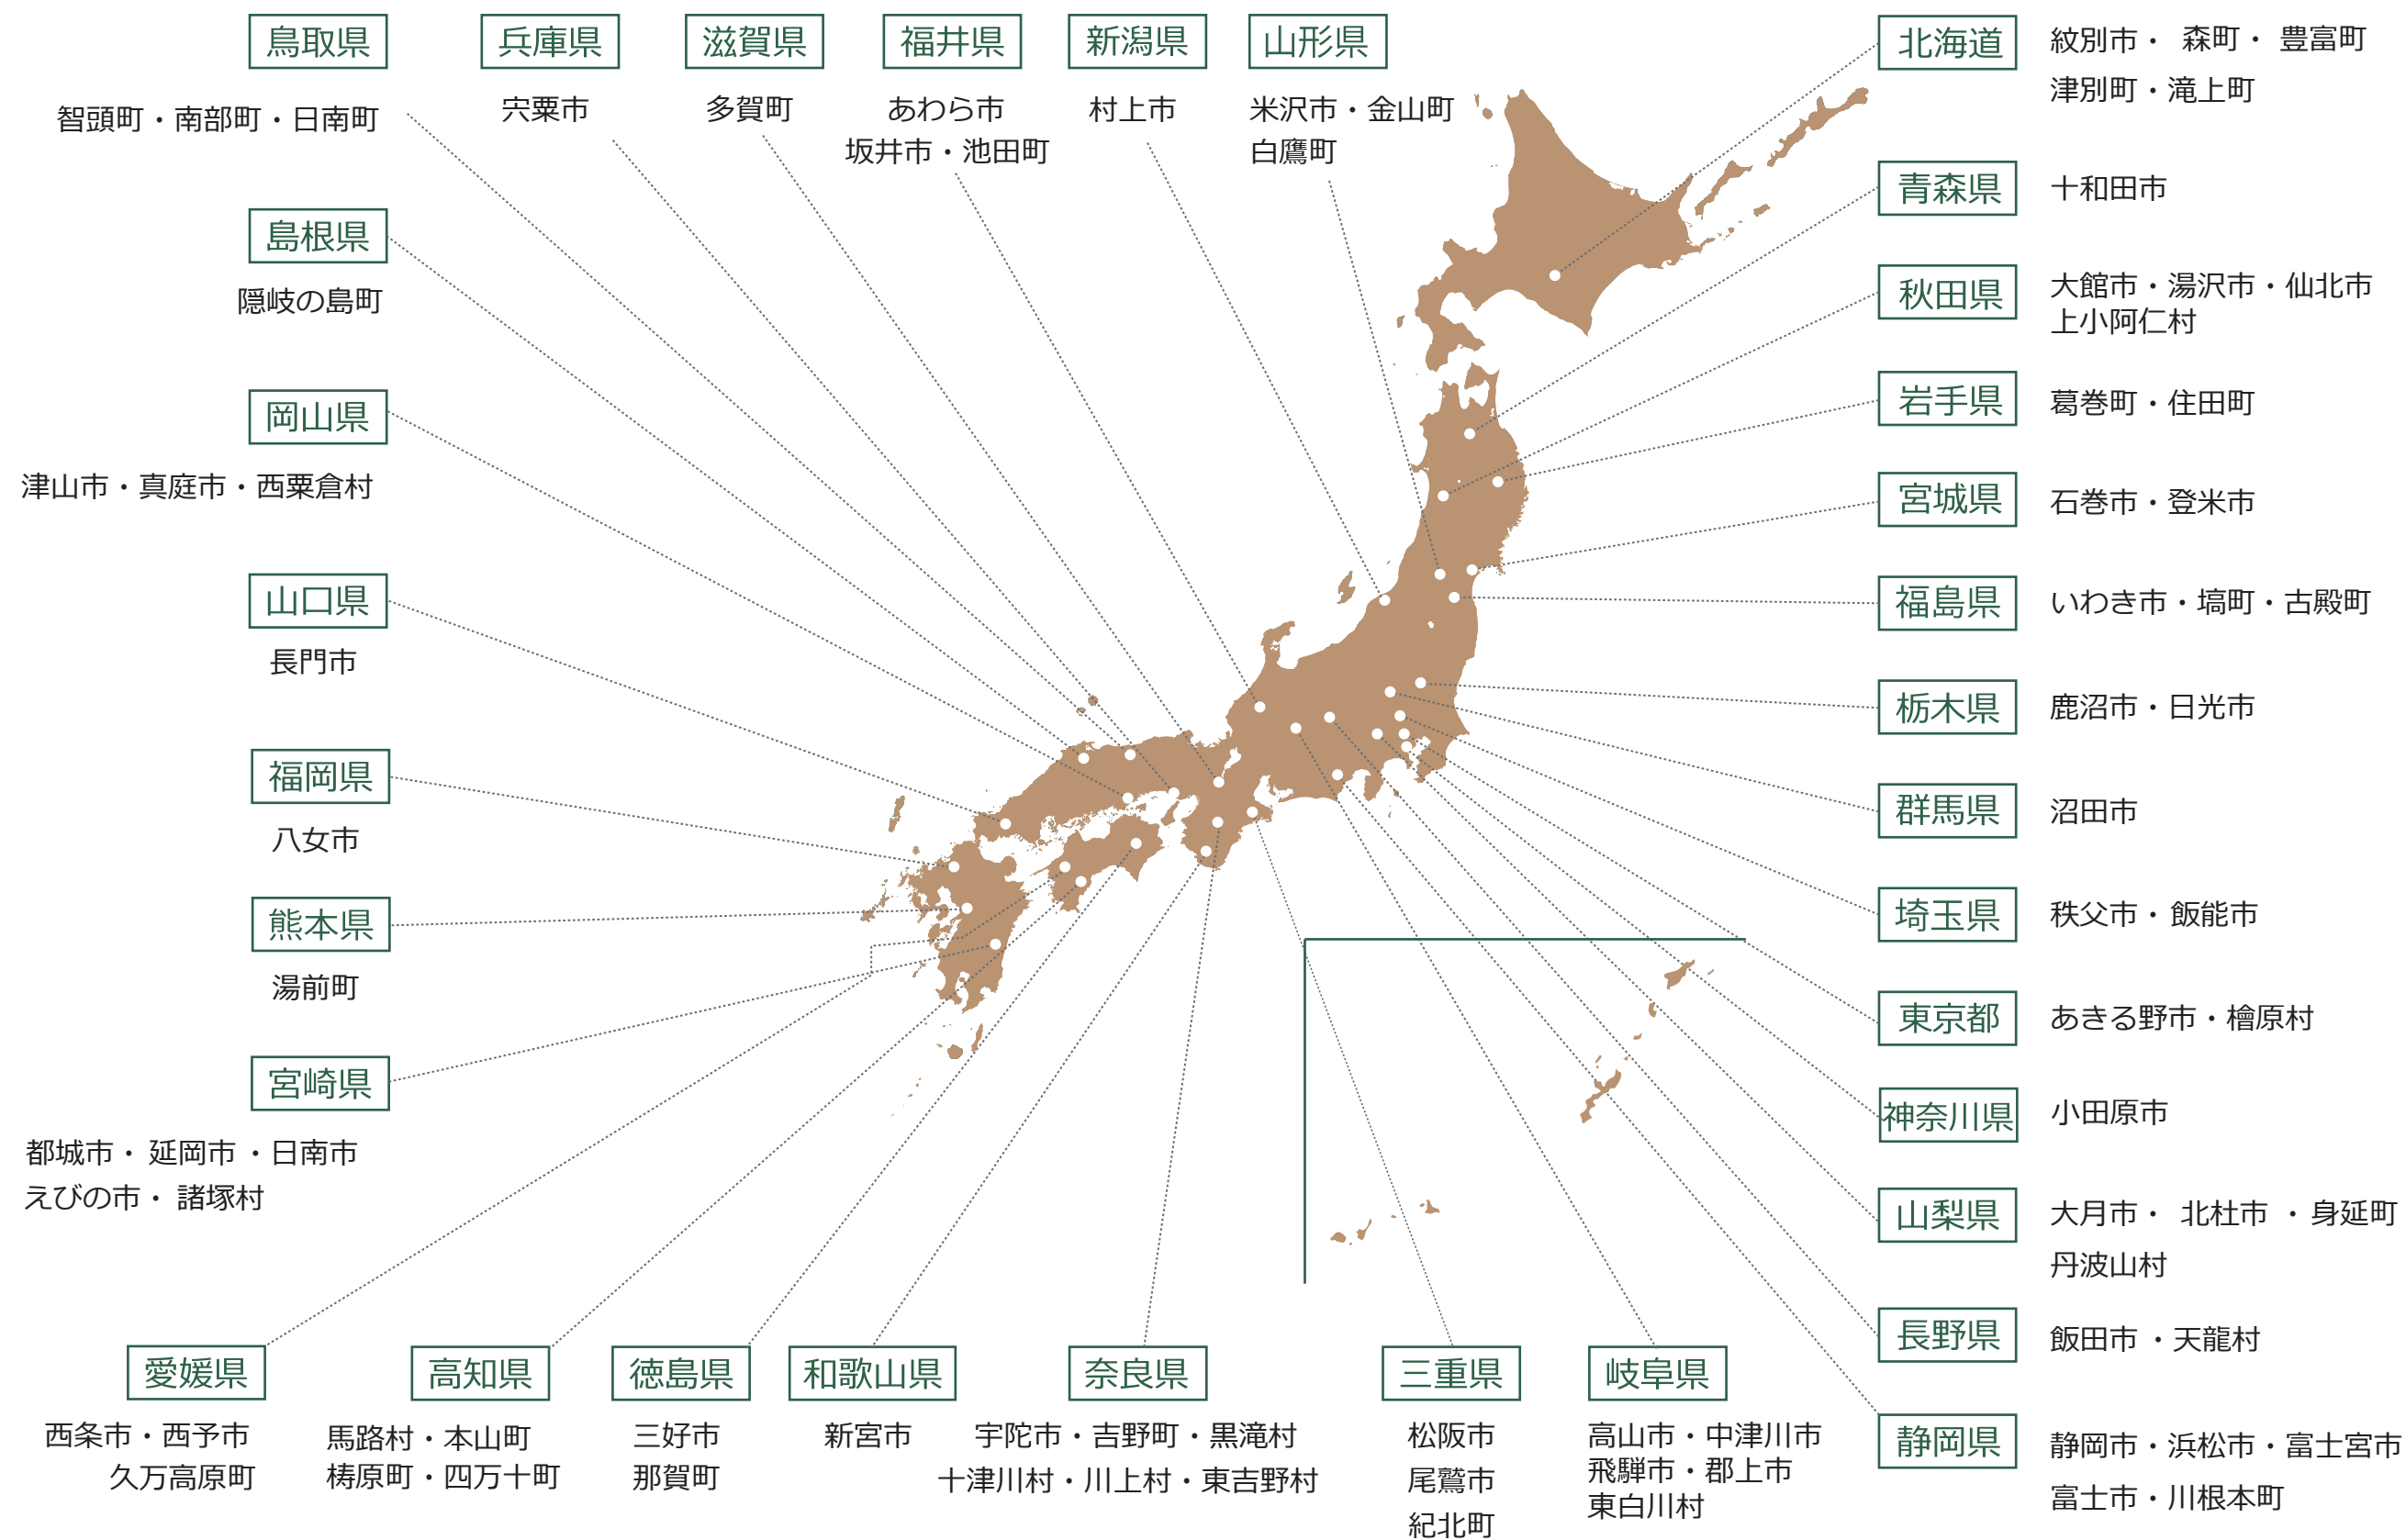 鳥取県
智頭町・南部町・日南町
兵庫県
宍粟市
滋賀県
多賀町
福井県
あわら市
坂井市・池田町
新潟県
村上市
山形県
米沢市・金山町
白鷹町
北海道
紋別市・ 森町・ 豊富町
津別町・滝上町
青森県
十和田市
秋田県
大館市・湯沢市・仙北市
上小阿仁村
岩手県
葛巻町・住田町
宮城県
石巻市・登米市
福島県
いわき市・塙町・古殿町
栃木県
鹿沼市・日光市
群馬県
沼田市
埼玉県
秩父市・ 飯能市
東京都
あきる野市・檜原村
神奈川県
小田原市
山梨県
大月市・ 北杜市 ・身延町
丹波山村
長野県
飯田市 ・天龍村
静岡県
静岡市・浜松市・富士宮市
富士市・川根本町
島根県
隠岐の島町
岡山県
津山市・真庭市・西粟倉村
山口県
長門市
福岡県
八女市
熊本県
湯前町
宮崎県
都城市・ 延岡市 ・日南市
えびの市・ 諸塚村
愛媛県
西条市・西予市
久万高原町
高知県
馬路村・本山町
梼原町・四万十町
徳島県
三好市
那賀町
和歌山県
新宮市
奈良県
宇陀市・吉野町・黒滝村
十津川村・川上村・東吉野村
三重県
松阪市
尾鷲市
紀北町
岐阜県
高山市・中津川市
飛騨市・郡上市
東白川村